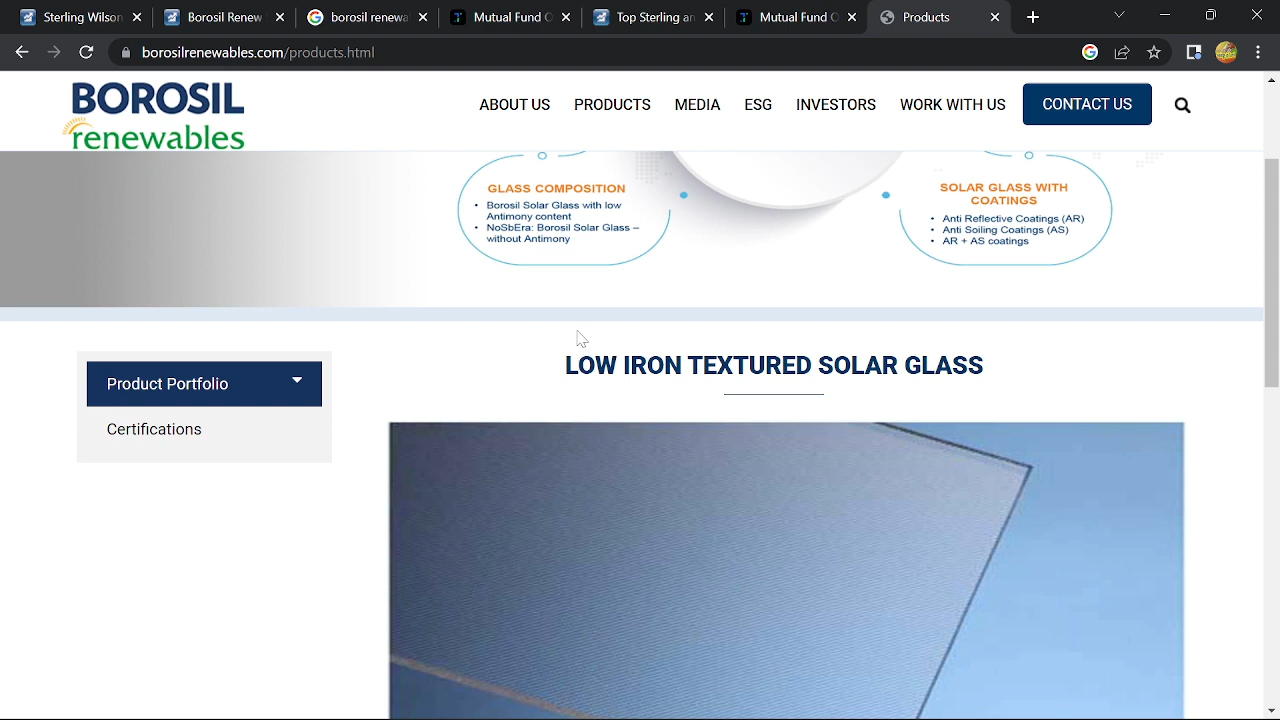 Sterling Wilson
Borosil Renew
borosil renewa
Mutual Fund O
Top Sterling an
Mutual Fund O
Products
borosilrenewables.com/products.html
BOROSIL
renewables
ABOUT US
PRODUCTS
MEDIA
ESG
INVESTORS
WORK WITH US
CONTACT US
GLASS COMPOSITION
• Borosil Solar Glass with low
Antimony content
• NoSbEra: Borosil Solar Glass –
without Antimony
SOLAR GLASS WITH
COATINGS
• Anti Reflective Coatings (AR)
• Anti Soiling Coatings (AS)
• AR + AS coatings
Product Portfolio
Certifications
LOW IRON TEXTURED SOLAR GLASS